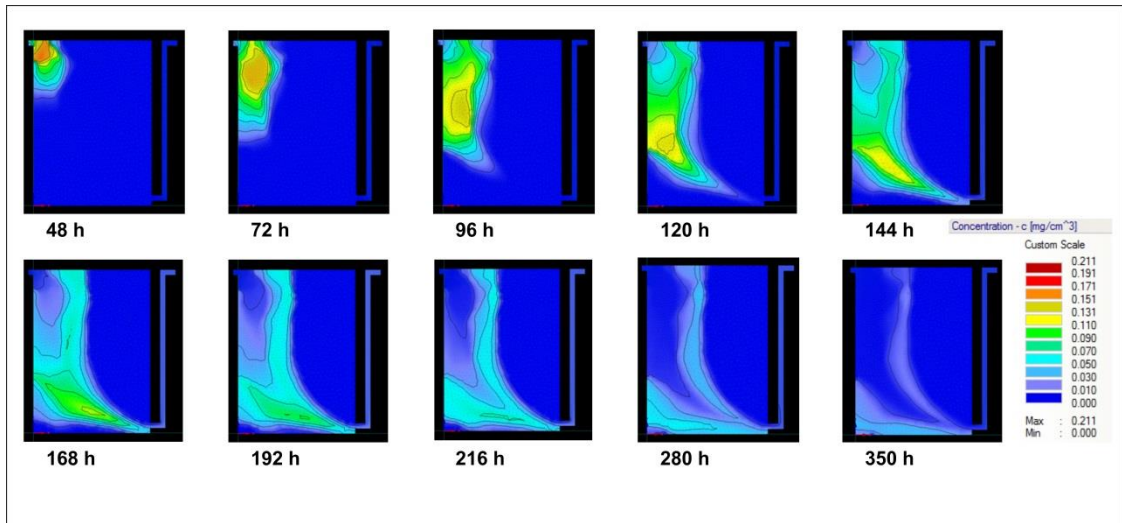 48 h
72 h
96 h
120 h
144 h
Concentration - c [mg/cm^3]
Custom Scale
0.211
0.191
0.171
0.151
0.131
0.110
0.090
0.070
0.050
0.030
0.010
0.000
Max : 0.211
Min : 0.000
168 h
192 h
216 h
280 h
350 h